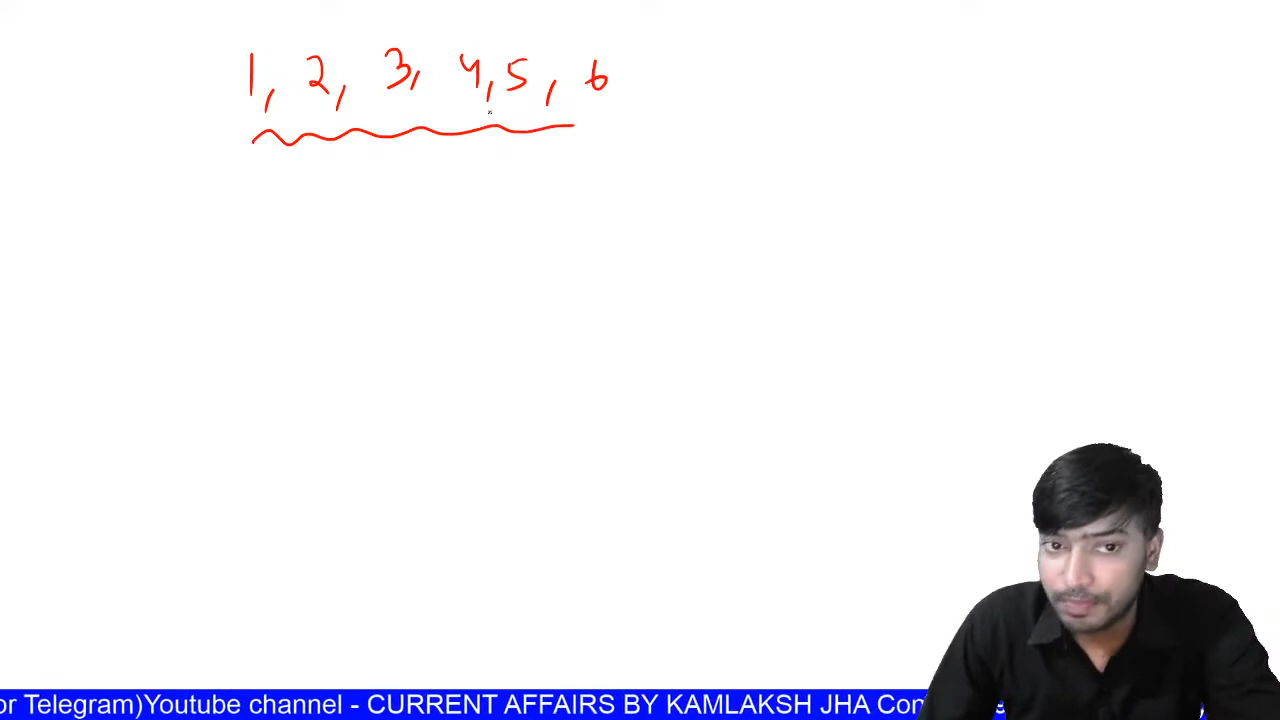 1, 2, 3, 4, 5, 6
or Telegram)Youtube channel - CURRENT AFFAIRS BY KAMLAKSH JHA Con